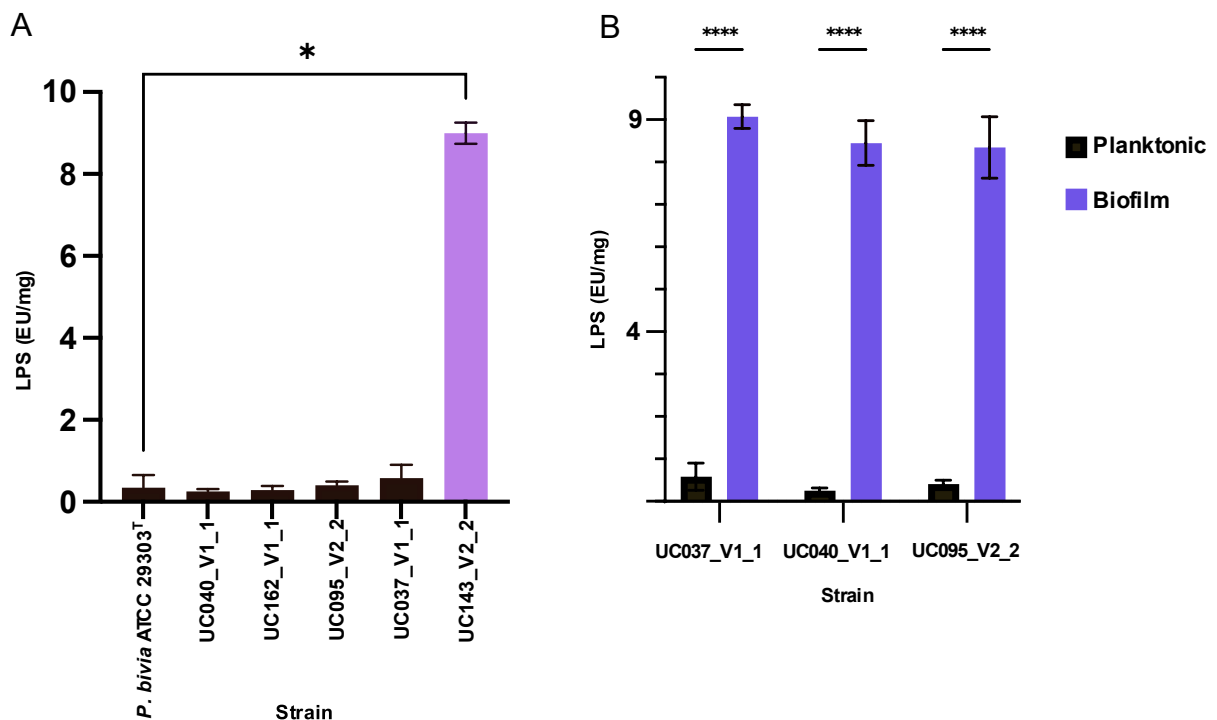 A
*
LPS (EU/mg)
10
8
6
4
2
0
P. bivia ATCC 29303ᵀ
UC040_V1_1
UC162_V1_1
UC095_V2_2
UC037_V1_1
UC143_V2_2
Strain
B
**** **** ****
LPS (EU/mg)
9
4
UC037_V1_1 UC040_V1_1 UC095_V2_2
Strain
Planktonic
Biofilm